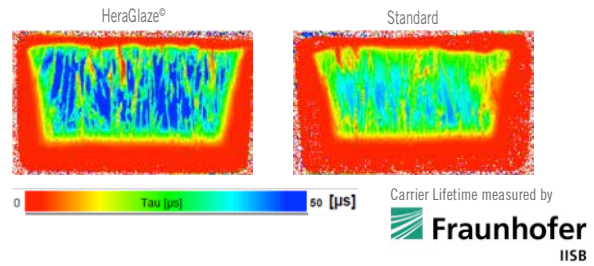 HeraGlaze©
Standard
0 Tau [µs] 50 [µs]
Carrier Lifetime measured by
Fraunhofer
IISB